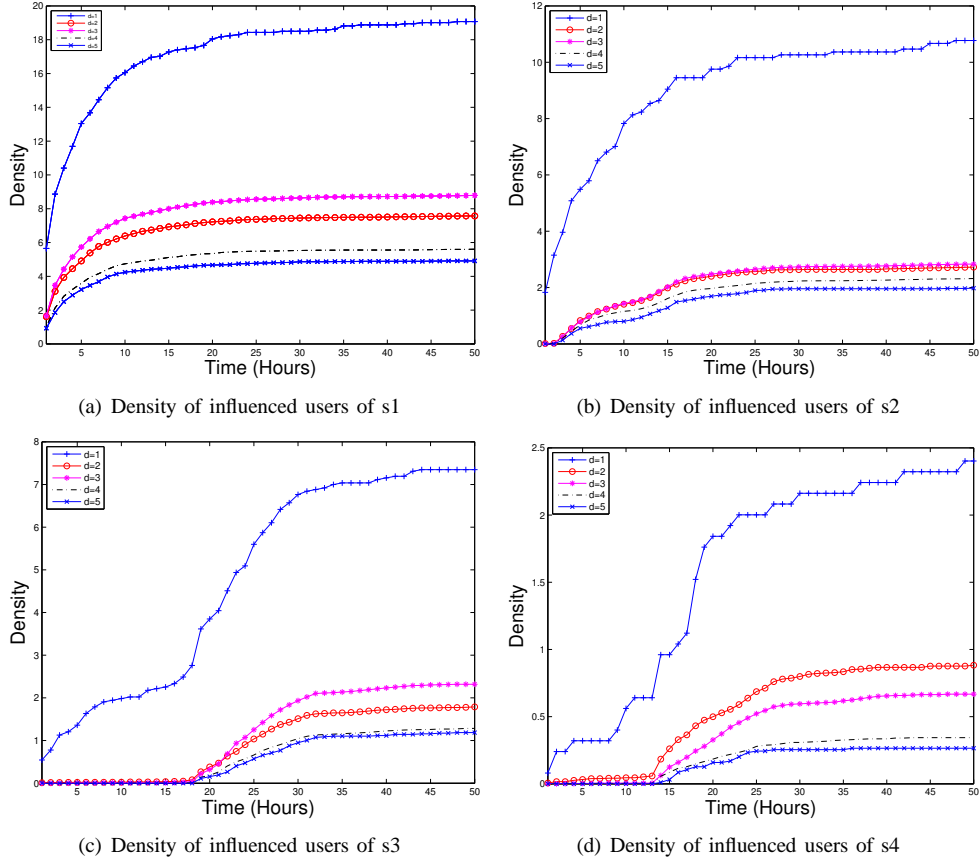 20
18
16
14
12
10
8
6
4
2
0
Density
d=1
d=2
d=3
d=4
d=5
5 10 15 20 25 30 35 40 45 50
Time (Hours)
(a) Density of influenced users of s1
12
10
8
6
4
2
0
Density
d=1
d=2
d=3
d=4
d=5
5 10 15 20 25 30 35 40 45 50
Time (Hours)
(b) Density of influenced users of s2
8
7
6
5
4
3
2
1
0
Density
d=1
d=2
d=3
d=4
d=5
5 10 15 20 25 30 35 40 45 50
Time (Hours)
(c) Density of influenced users of s3
2.5
2
1.5
1
0.5
0
Density
d=1
d=2
d=3
d=4
d=5
5 10 15 20 25 30 35 40 45 50
Time (Hours)
(d) Density of influenced users of s4